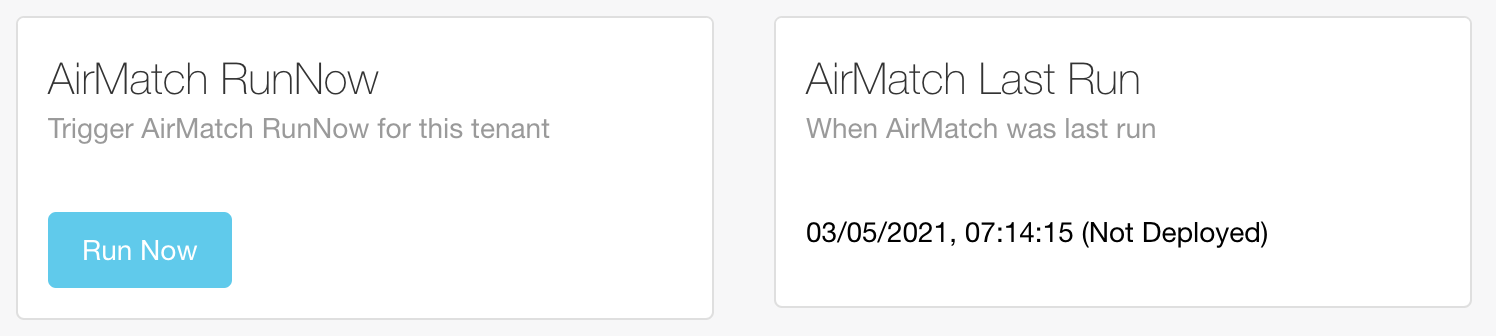 AirMatch RunNow
Trigger AirMatch RunNow for this tenant
Run Now
AirMatch Last Run
When AirMatch was last run
03/05/2021, 07:14:15 (Not Deployed)